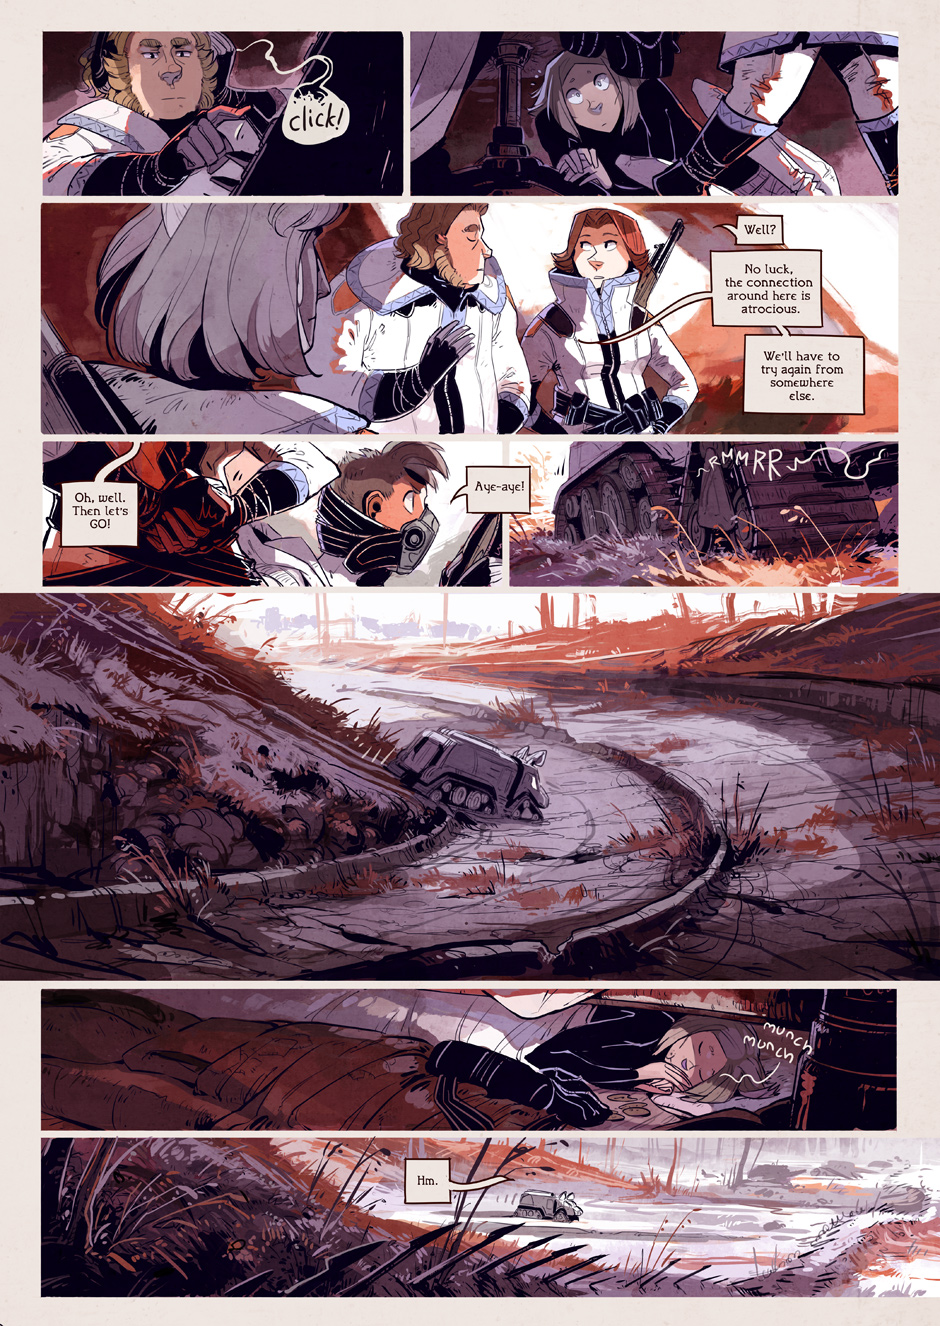 click!
Well?
No luck,
the connection
around here is
atrocious.
We'll have to
try again from
somewhere
else.
Oh, well.
Then let's
GO!
Aye-aye!
RMMMRR
munch
munch
Hm.